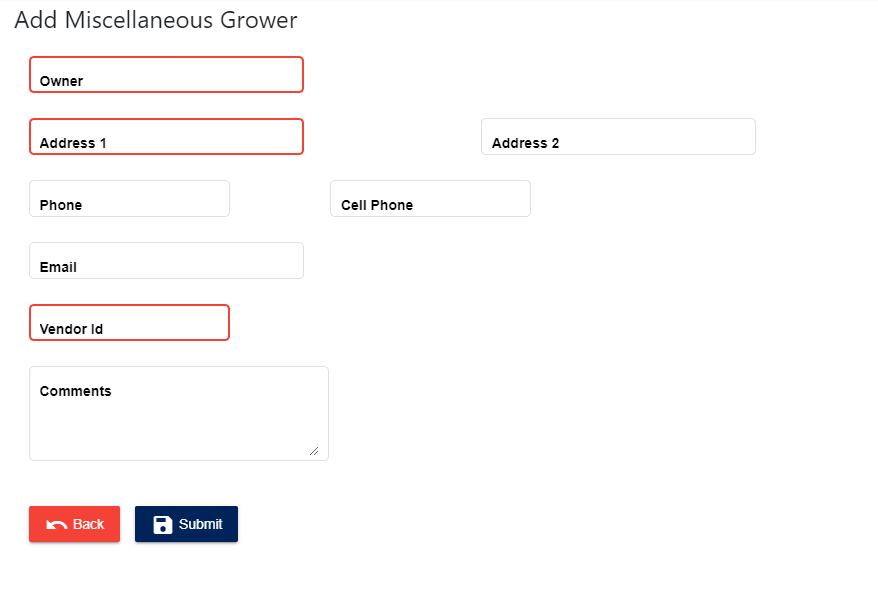 Add Miscellaneous Grower
Owner
Address 1
Address 2
Phone
Cell Phone
Email
Vendor Id
Comments
Back
Submit